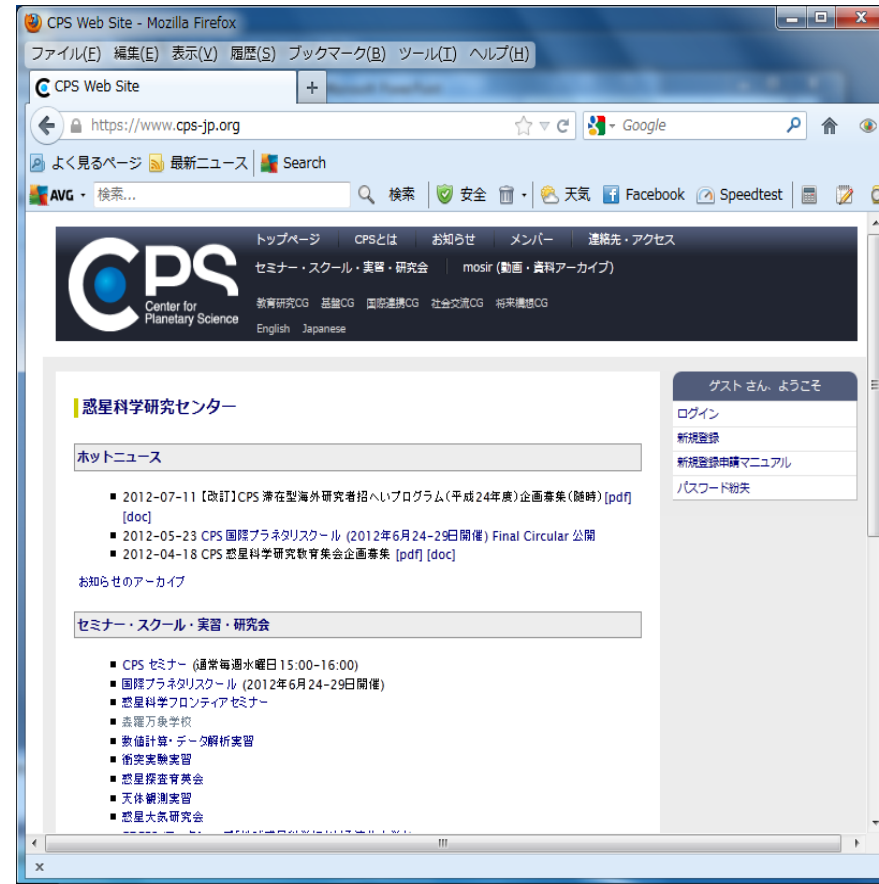 CPS Web Site - Mozilla Firefox
ファイル(F) 編集(E) 表示(V) 履歴(S) ブックマーク(B) ツール(T) ヘルプ(H)
CPS Web Site +
https://www.cps-jp.org Google
よく見るページ 最新ニュース Search
AVG 検索... 検索 安全 天気 Facebook Speedtest
CPS
Center for
Planetary Science
トップページ CPSとは お知らせ メンバー 連絡先・アクセス
セミナー・スクール・実習・研究会 mosir (動画・資料アーカイブ)
教育研究CG 基盤CG 国際連携CG 社会交流CG 将来構想CG
English Japanese
惑星科学研究センター
ホットニュース
■ 2012-07-11 【改訂】CPS 滞在型海外研究者招へいプログラム(平成24年度)企画募集(随時) [pdf]
[doc]
■ 2012-05-23 CPS 国際プラネタリスクール (2012年6月24-29日開催) Final Circular 公開
■ 2012-04-18 CPS 惑星科学研究教育集会企画募集 [pdf] [doc]
お知らせのアーカイブ
セミナー・スクール・実習・研究会
■ CPS セミナー (通常毎週水曜日 15:00-16:00)
■ 国際プラネタリスクール (2012年6月24-29日開催)
■ 惑星科学フロンティアセミナー
■ 森羅万象学校
■ 数値計算・データ解析実習
■ 衝突実験実習
■ 惑星探査育英会
■ 天体観測実習
■ 惑星大気研究会
ゲスト さん、ようこそ
ログイン
新規登録
新規登録申請マニュアル
パスワード紛失
x